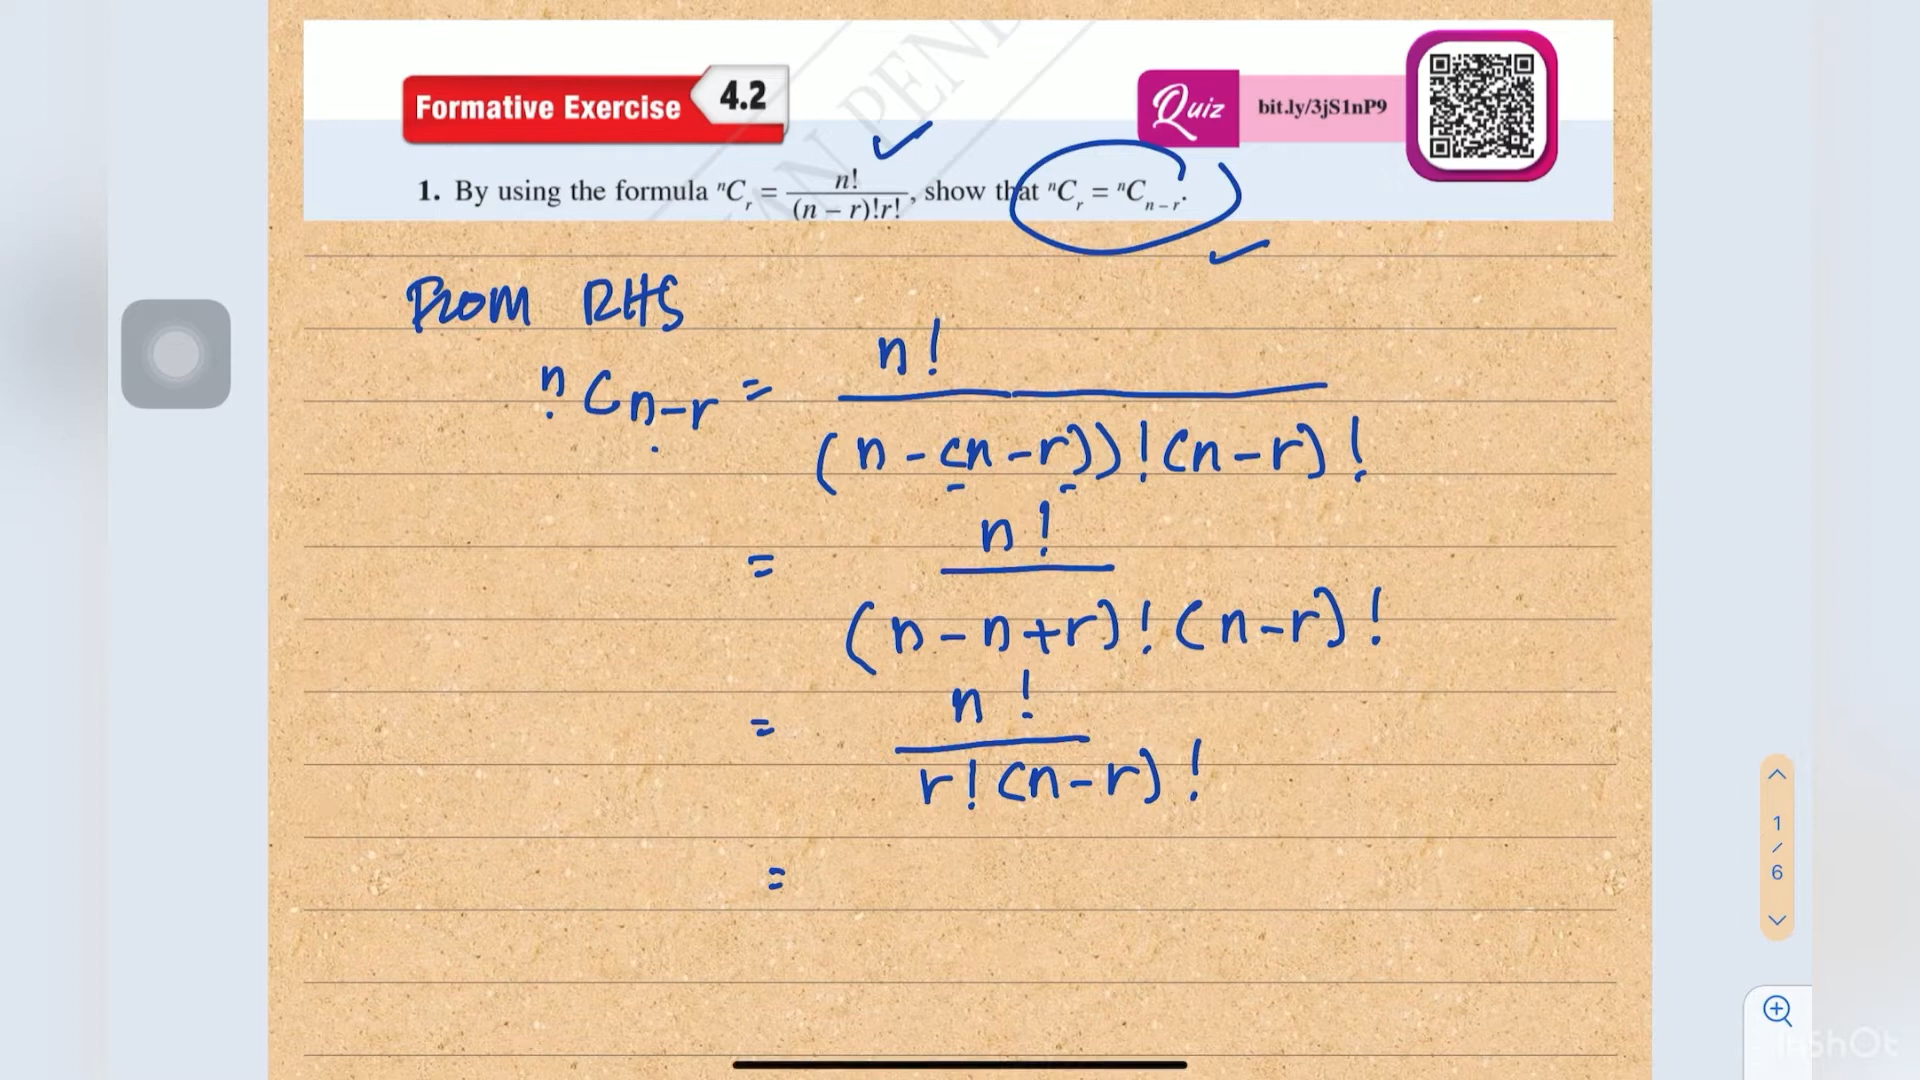 Formative Exercise 4.2
Quiz bit.ly/3jS1nP9
1. By using the formula ⁿCᵣ = n! / (n – r)!r! , show that ⁿCᵣ = ⁿCₙ₋ᵣ.
From RHS
ⁿCₙ₋ᵣ = n! / (n-(n-r))!(n-r)!
= n! / (n-n+r)!(n-r)!
= n! / r!(n-r)!
=
1
/
6
InShOt